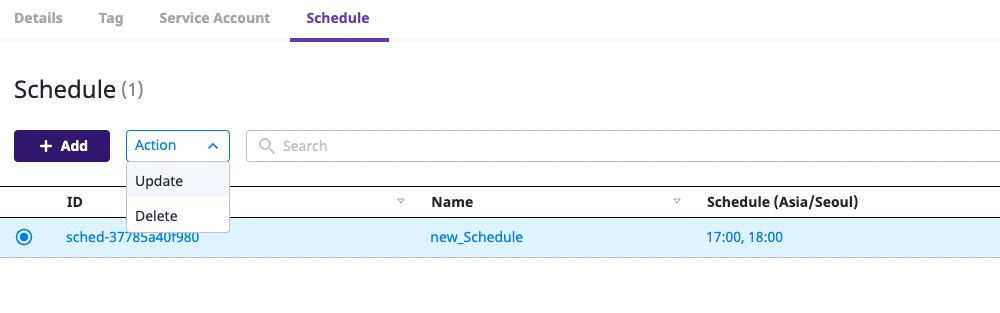 Details Tag Service Account Schedule
Schedule (1)
+ Add Action Search
Update
ID Name Schedule (Asia/Seoul)
Delete
sched-37785a40f980 new_Schedule 17:00, 18:00